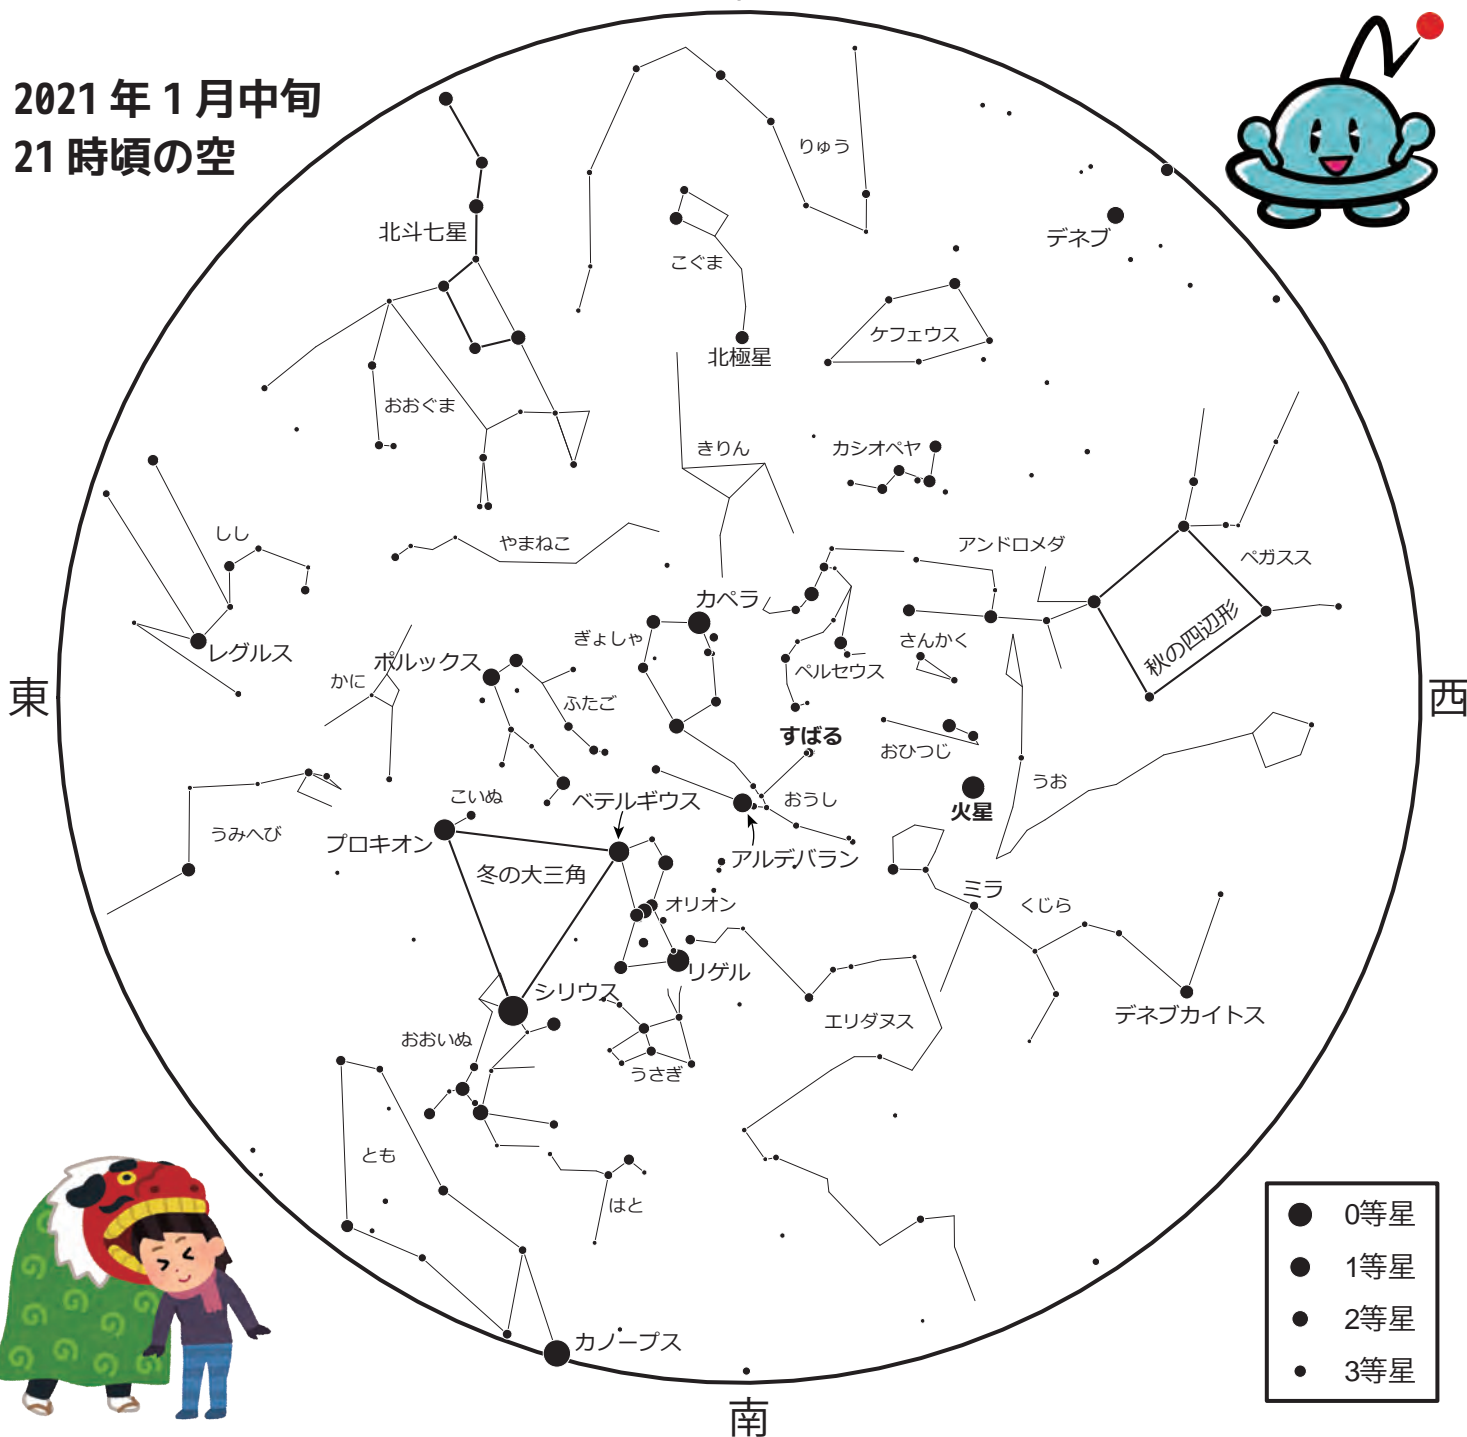 2021年1月中旬
21時頃の空
りゅう
北斗七星
デネブ
こぐま
ケフェウス
北極星
おおぐま
きりん
カシオペヤ
しし
やまねこ
アンドロメダ
ペガスス
カペラ
ぎょしゃ
さんかく
秋の四辺形
レグルス
ポルックス
ペルセウス
かに
ふたご
東
西
すばる
おひつじ
うお
こいぬ
ベテルギウス
おうし
火星
うみへび
プロキオン
アルデバラン
冬の大三角
ミラ
オリオン
くじら
リゲル
シリウス
デネブカイトス
エリダヌス
おおいぬ
うさぎ
とも
はと
カノープス
0等星
1等星
2等星
3等星
南